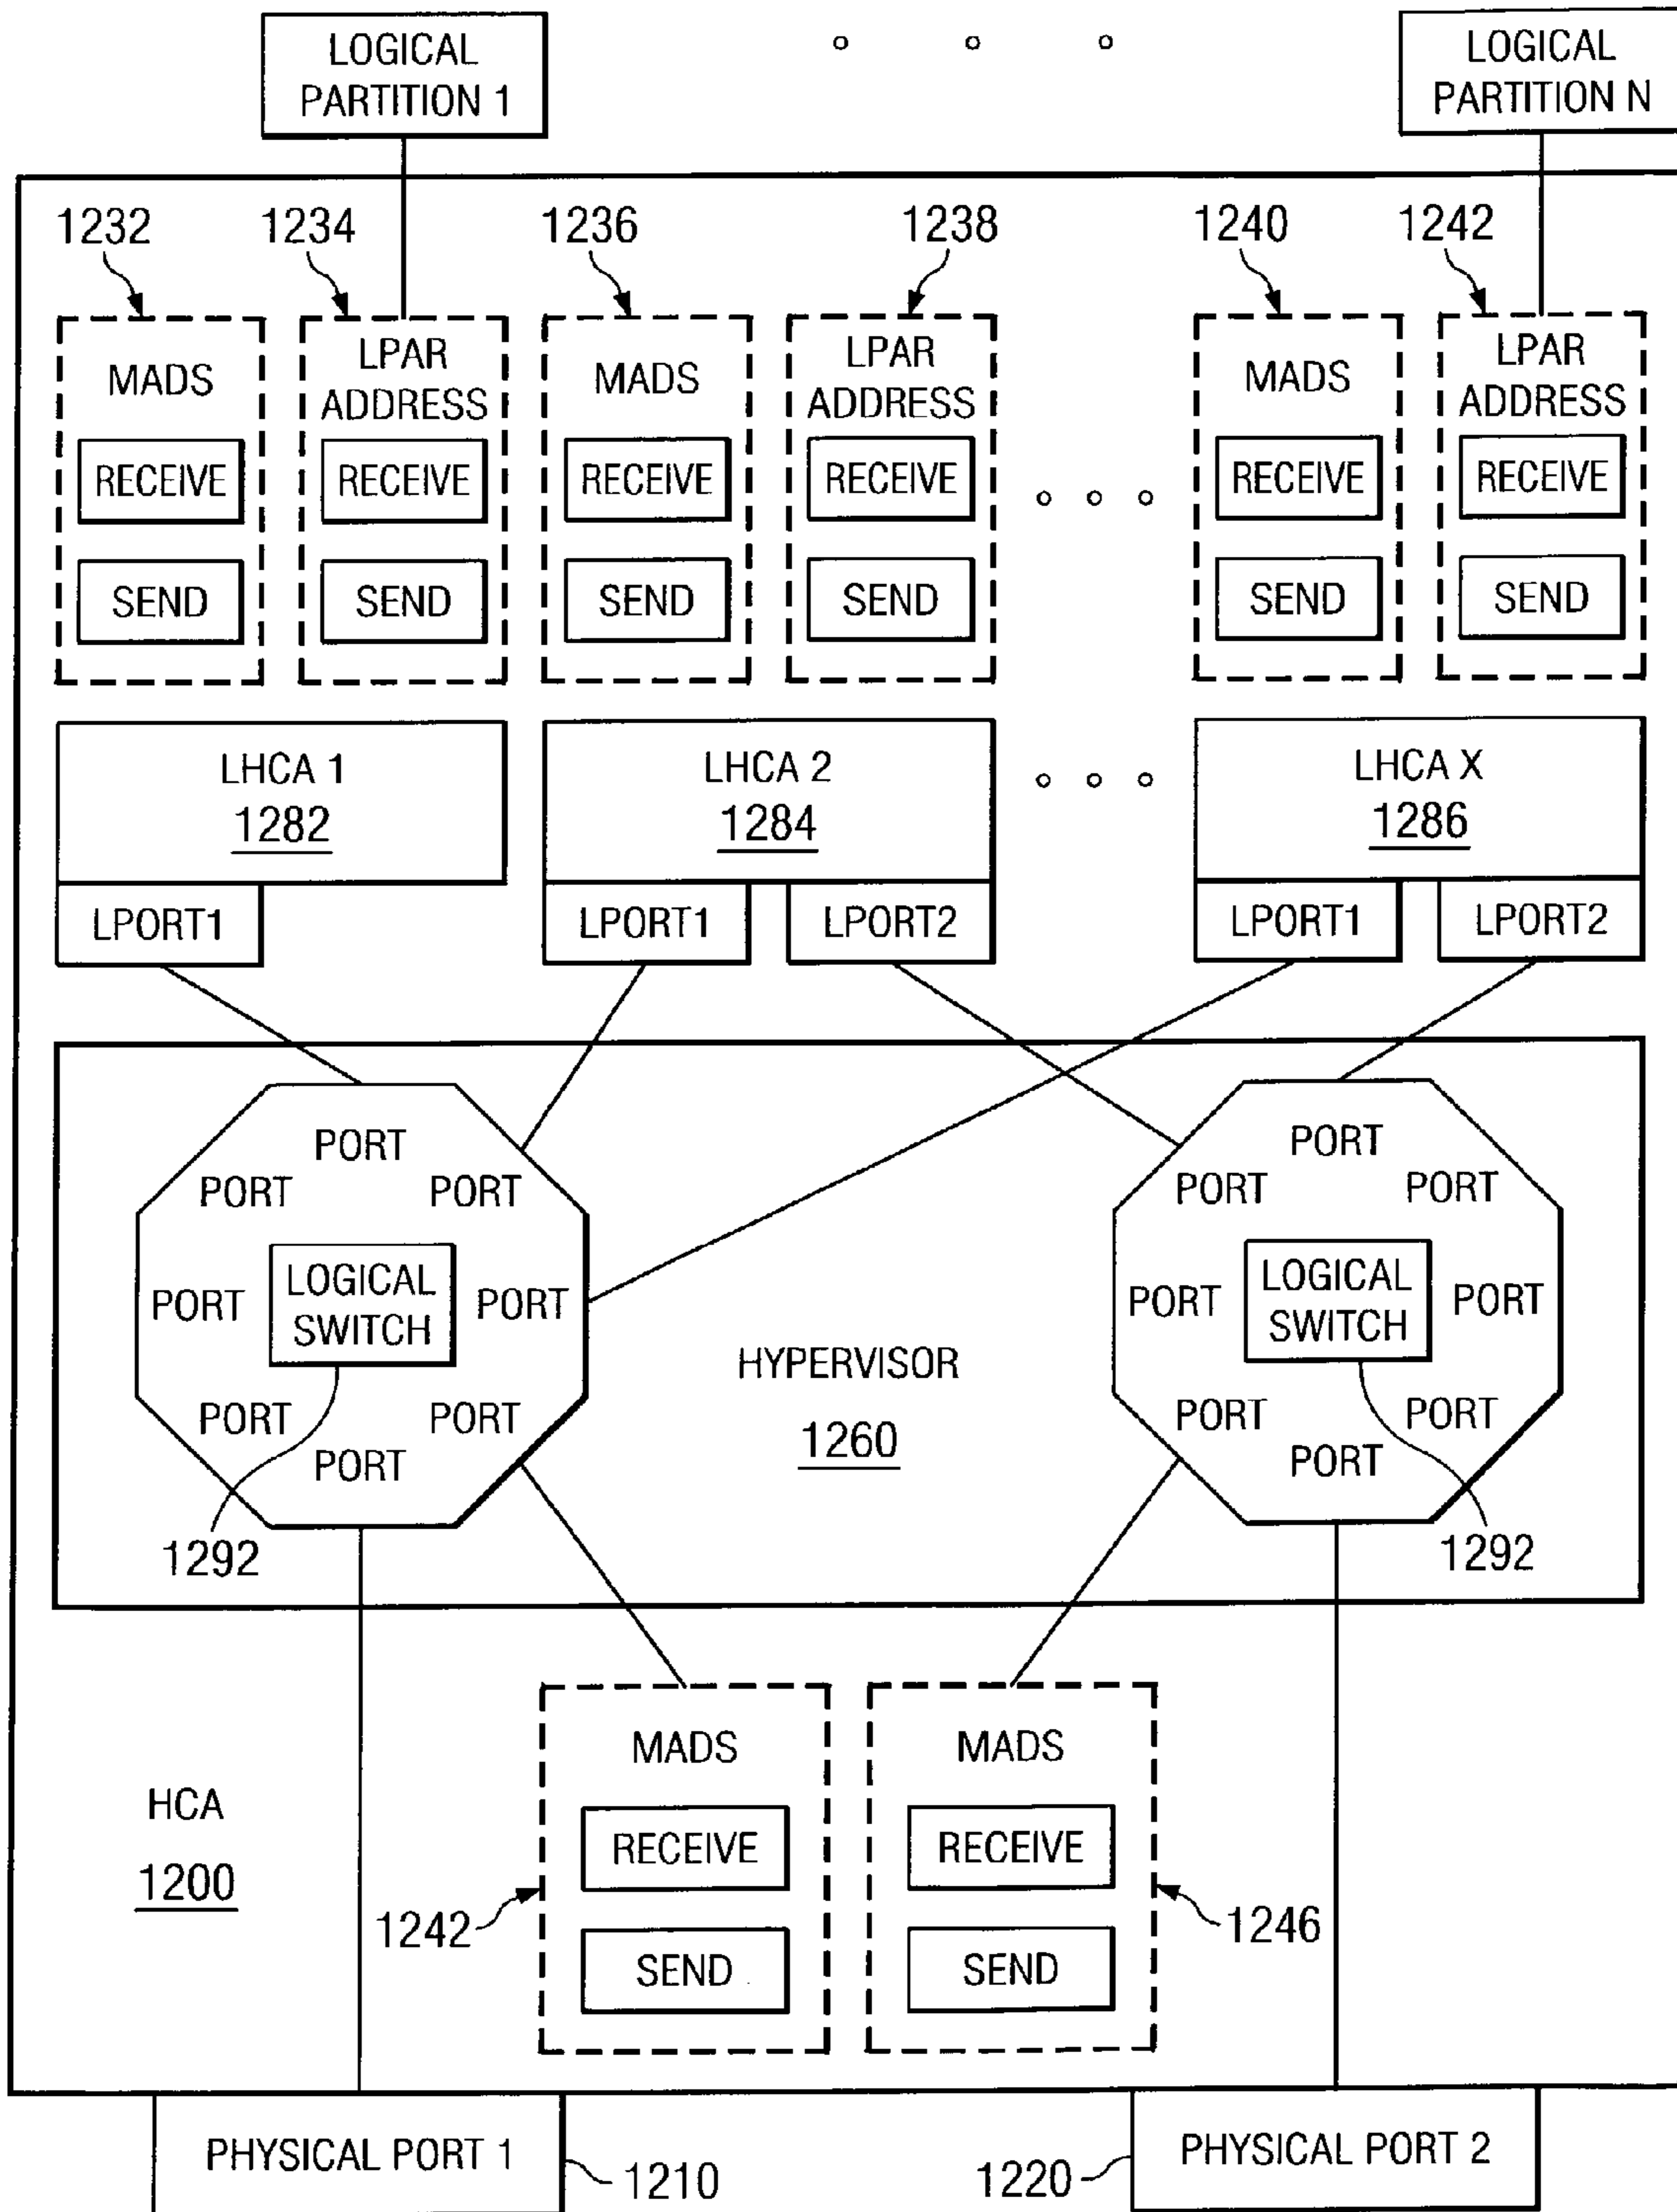 LOGICAL
PARTITION 1
LOGICAL
PARTITION N
1232
1234
1236
1238
1240
1242
MADS
RECEIVE
SEND
LPAR
ADDRESS
RECEIVE
SEND
MADS
RECEIVE
SEND
LPAR
ADDRESS
RECEIVE
SEND
MADS
RECEIVE
SEND
LPAR
ADDRESS
RECEIVE
SEND
LHCA 1
1282
LPORT1
LHCA 2
1284
LPORT1
LPORT2
LHCA X
1286
LPORT1
LPORT2
PORT
PORT
PORT
PORT
LOGICAL
SWITCH
PORT
PORT
PORT
PORT
1292
HYPERVISOR
1260
PORT
PORT
PORT
PORT
LOGICAL
SWITCH
PORT
PORT
PORT
PORT
1292
HCA
1200
MADS
RECEIVE
SEND
1242
MADS
RECEIVE
SEND
1246
PHYSICAL PORT 1
1210
1220
PHYSICAL PORT 2